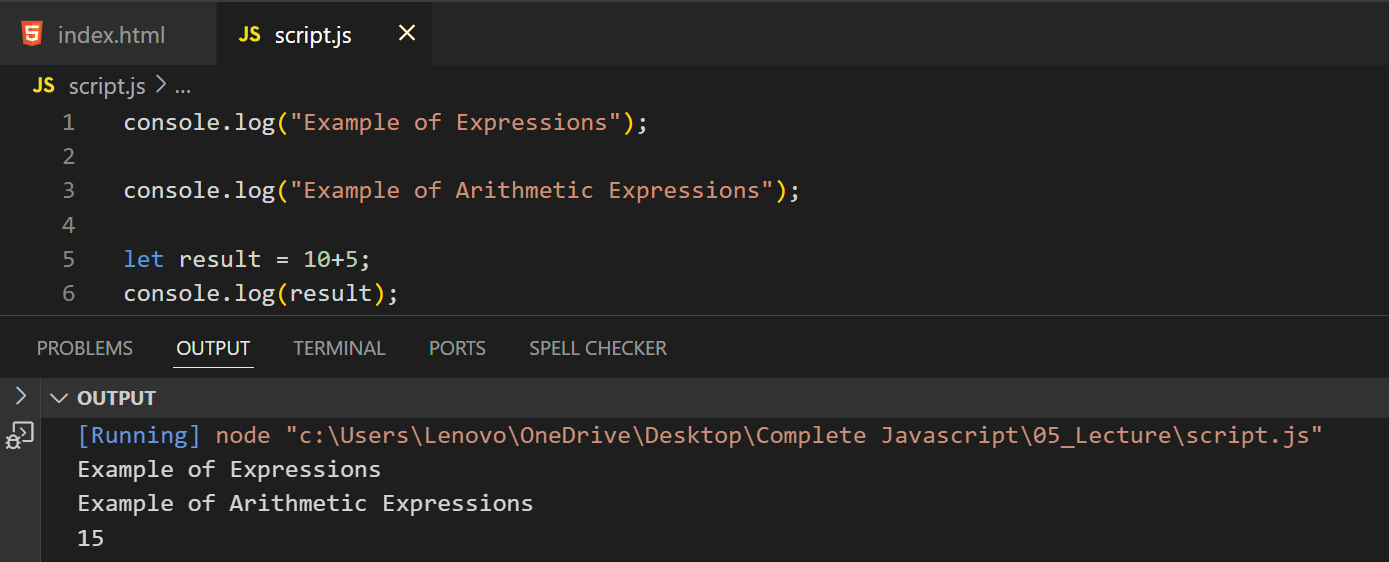 index.html JS script.js ×
JS script.js > ...
1 console.log("Example of Expressions");
2
3 console.log("Example of Arithmetic Expressions");
4
5 let result = 10+5;
6 console.log(result);
PROBLEMS OUTPUT TERMINAL PORTS SPELL CHECKER
OUTPUT
[Running] node "c:\Users\Lenovo\OneDrive\Desktop\Complete Javascript\05_Lecture\script.js"
Example of Expressions
Example of Arithmetic Expressions
15